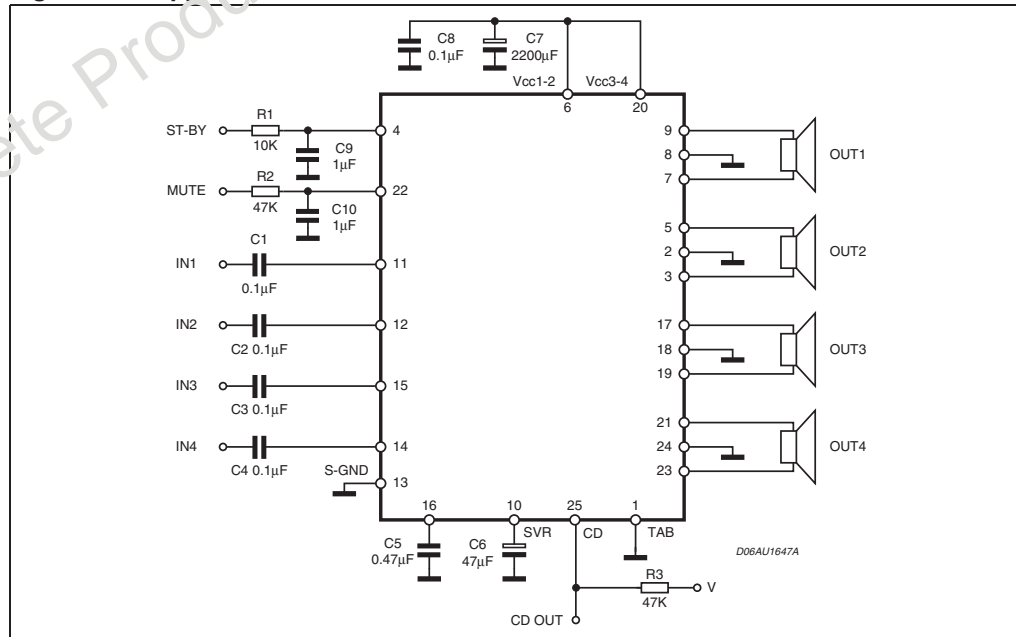 ete Produ
C8
0.1µF
C7
2200µF
Vcc1-2
Vcc3-4
6
20
ST-BY
R1
10K
4
C9
1µF
MUTE
R2
47K
22
C10
1µF
IN1
C1
0.1µF
11
IN2
C2 0.1µF
12
IN3
C3 0.1µF
15
IN4
C4 0.1µF
14
S-GND
13
9
8
7
OUT1
5
2
3
OUT2
17
18
19
OUT3
21
24
23
OUT4
16
10
25
1
SVR
CD
TAB
C5
0.47µF
C6
47µF
D06AU1647A
R3
47K
V
CD OUT